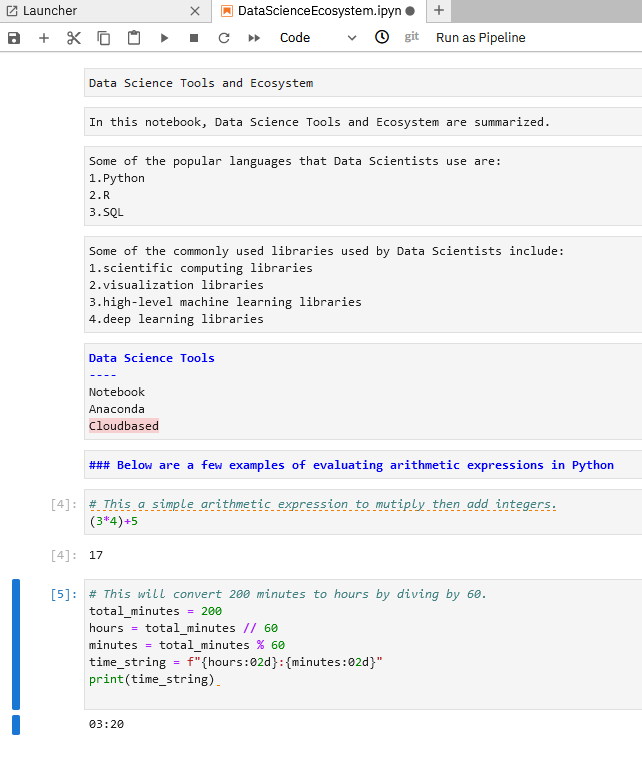 Launcher
DataScienceEcosystem.ipyn
Code
git
Run as Pipeline
Data Science Tools and Ecosystem
In this notebook, Data Science Tools and Ecosystem are summarized.
Some of the popular languages that Data Scientists use are:
1.Python
2.R
3.SQL
Some of the commonly used libraries used by Data Scientists include:
1.scientific computing libraries
2.visualization libraries
3.high-level machine learning libraries
4.deep learning libraries
Data Science Tools
----
Notebook
Anaconda
Cloudbased
### Below are a few examples of evaluating arithmetic expressions in Python
[4]: # This a simple arithmetic expression to mutiply then add integers.
(3*4)+5
[4]: 17
[5]: # This will convert 200 minutes to hours by diving by 60.
total_minutes = 200
hours = total_minutes // 60
minutes = total_minutes % 60
time_string = f"{hours:02d}:{minutes:02d}"
print(time_string)
03:20